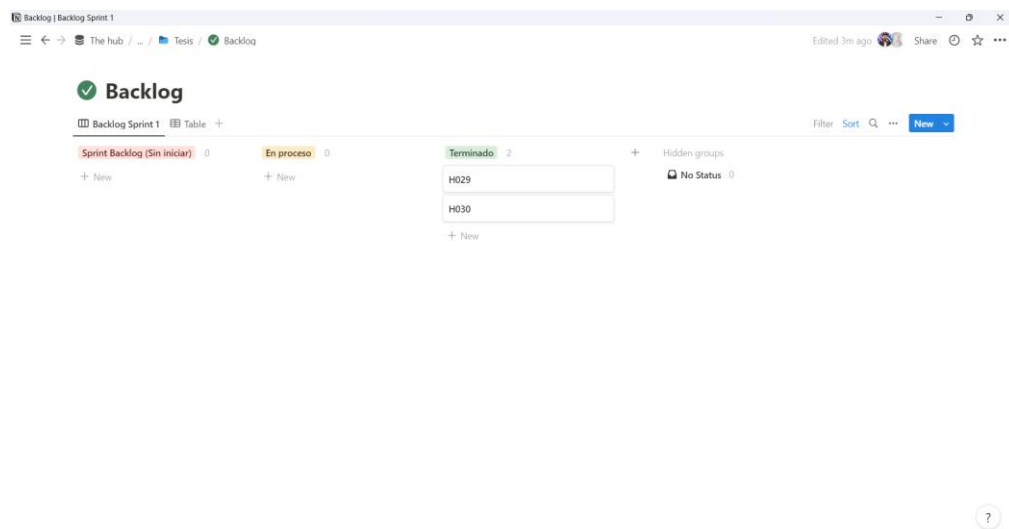 Backlog | Backlog Sprint 1
The hub / ... / Tesis / Backlog
Edited 3m ago Share
Backlog
Backlog Sprint 1 Table
Filter Sort New
Sprint Backlog (Sin iniciar) 0 En proceso 0 Terminado 2 Hidden groups
+ New + New H029 No Status 0
H030
+ New
?